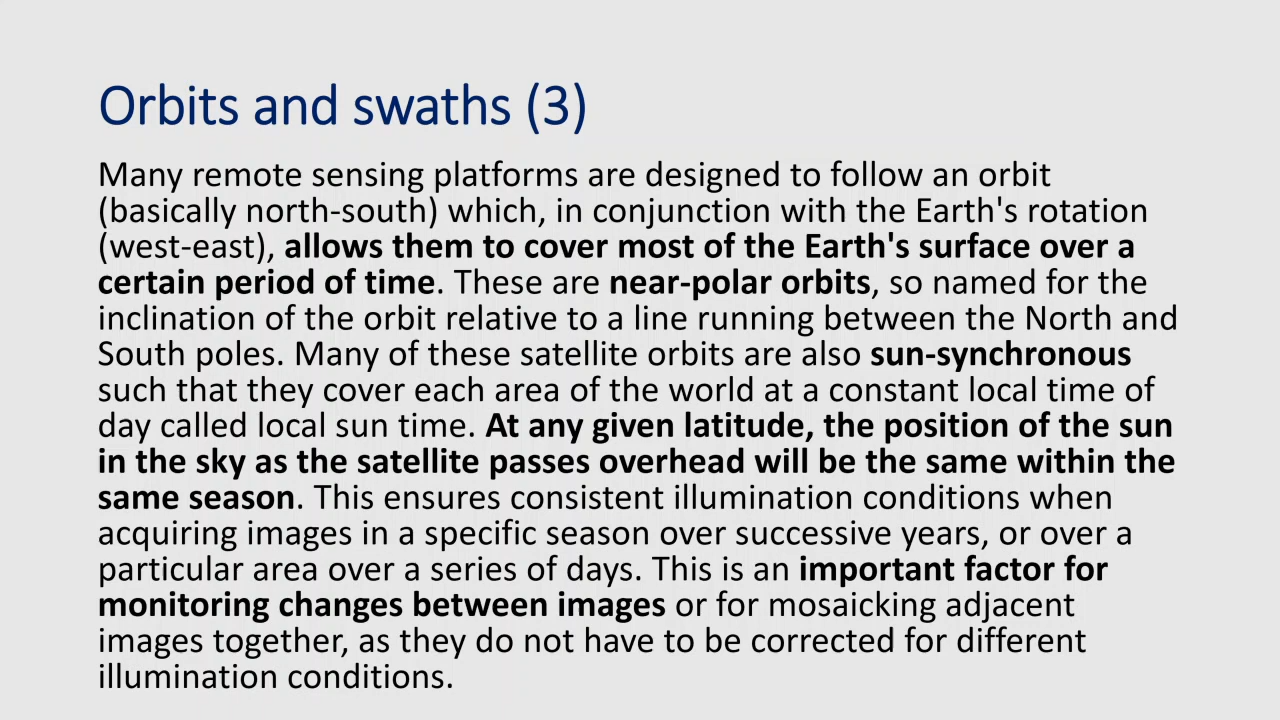 Orbits and swaths (3)
Many remote sensing platforms are designed to follow an orbit
(basically north-south) which, in conjunction with the Earth's rotation
(west-east), allows them to cover most of the Earth's surface over a
certain period of time. These are near-polar orbits, so named for the
inclination of the orbit relative to a line running between the North and
South poles. Many of these satellite orbits are also sun-synchronous
such that they cover each area of the world at a constant local time of
day called local sun time. At any given latitude, the position of the sun
in the sky as the satellite passes overhead will be the same within the
same season. This ensures consistent illumination conditions when
acquiring images in a specific season over successive years, or over a
particular area over a series of days. This is an important factor for
monitoring changes between images or for mosaicking adjacent
images together, as they do not have to be corrected for different
illumination conditions.